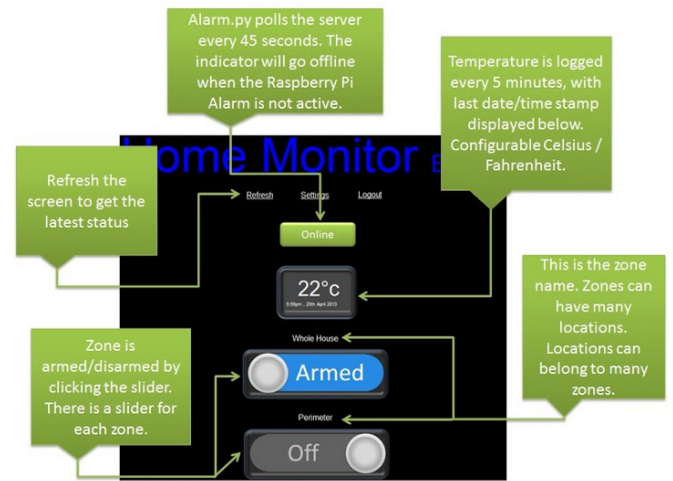 Alarm.py polls the server
every 45 seconds. The
indicator will go offline
when the Raspberry Pi
Alarm is not active.
Temperature is logged
every 5 minutes, with
last date/time stamp
displayed below.
Configurable Celsius /
Fahrenheit.
Home Monitor
Refresh the
screen to get the
latest status
Refresh Settings Logout
Online
22°c
5:59pm , 20th April 2013
This is the zone
name. Zones can
have many
locations.
Locations can
belong to many
zones.
Zone is
armed/disarmed by
clicking the slider.
There is a slider for
each zone.
Whole House
Armed
Perimeter
Off